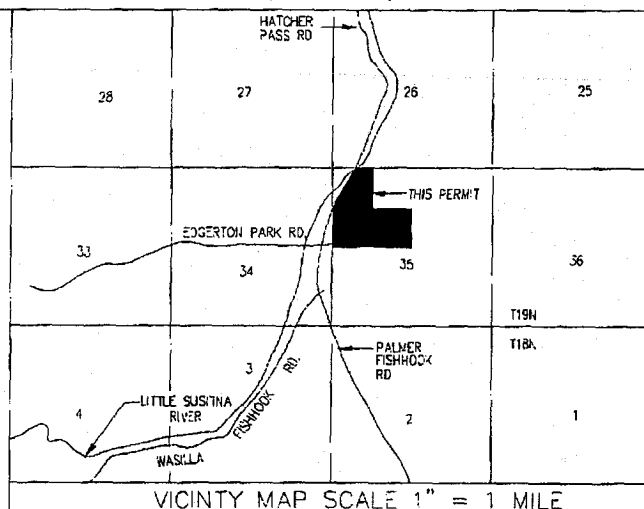 HATCHER
PASS RD
28
27
26
25
THIS PERMIT
EDGERTON PARK RD.
33
34
35
36
T19N
T18N
3
PALMER
FISHHOOK
RD
4
LITTLE SUSITNA
RIVER
WASILLA
FISHHOOK RD.
2
1
VICINTY MAP SCALE 1" = 1 MILE